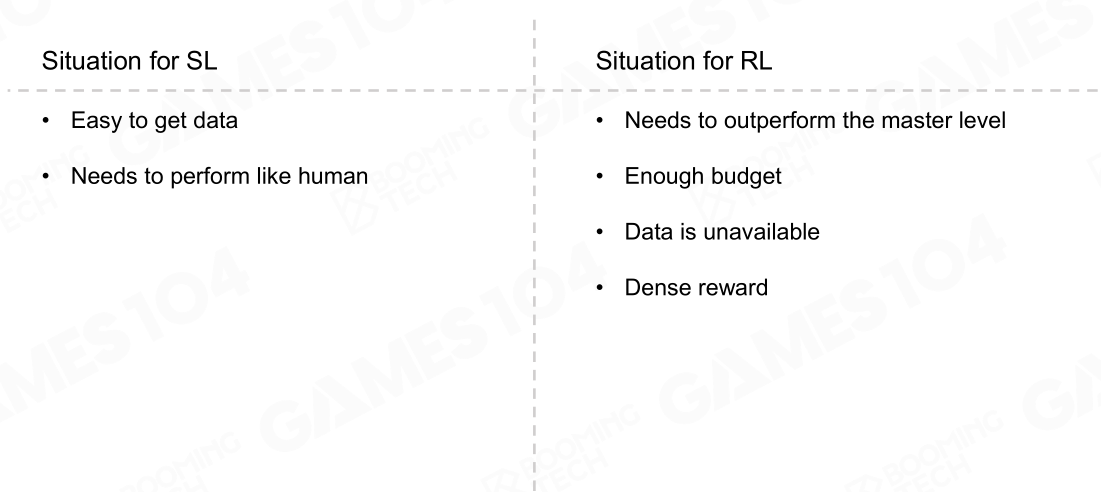 Situation for SL
Situation for RL
• Easy to get data
• Needs to perform like human
• Needs to outperform the master level
• Enough budget
• Data is unavailable
• Dense reward
GAMES104
BOOMING TECH